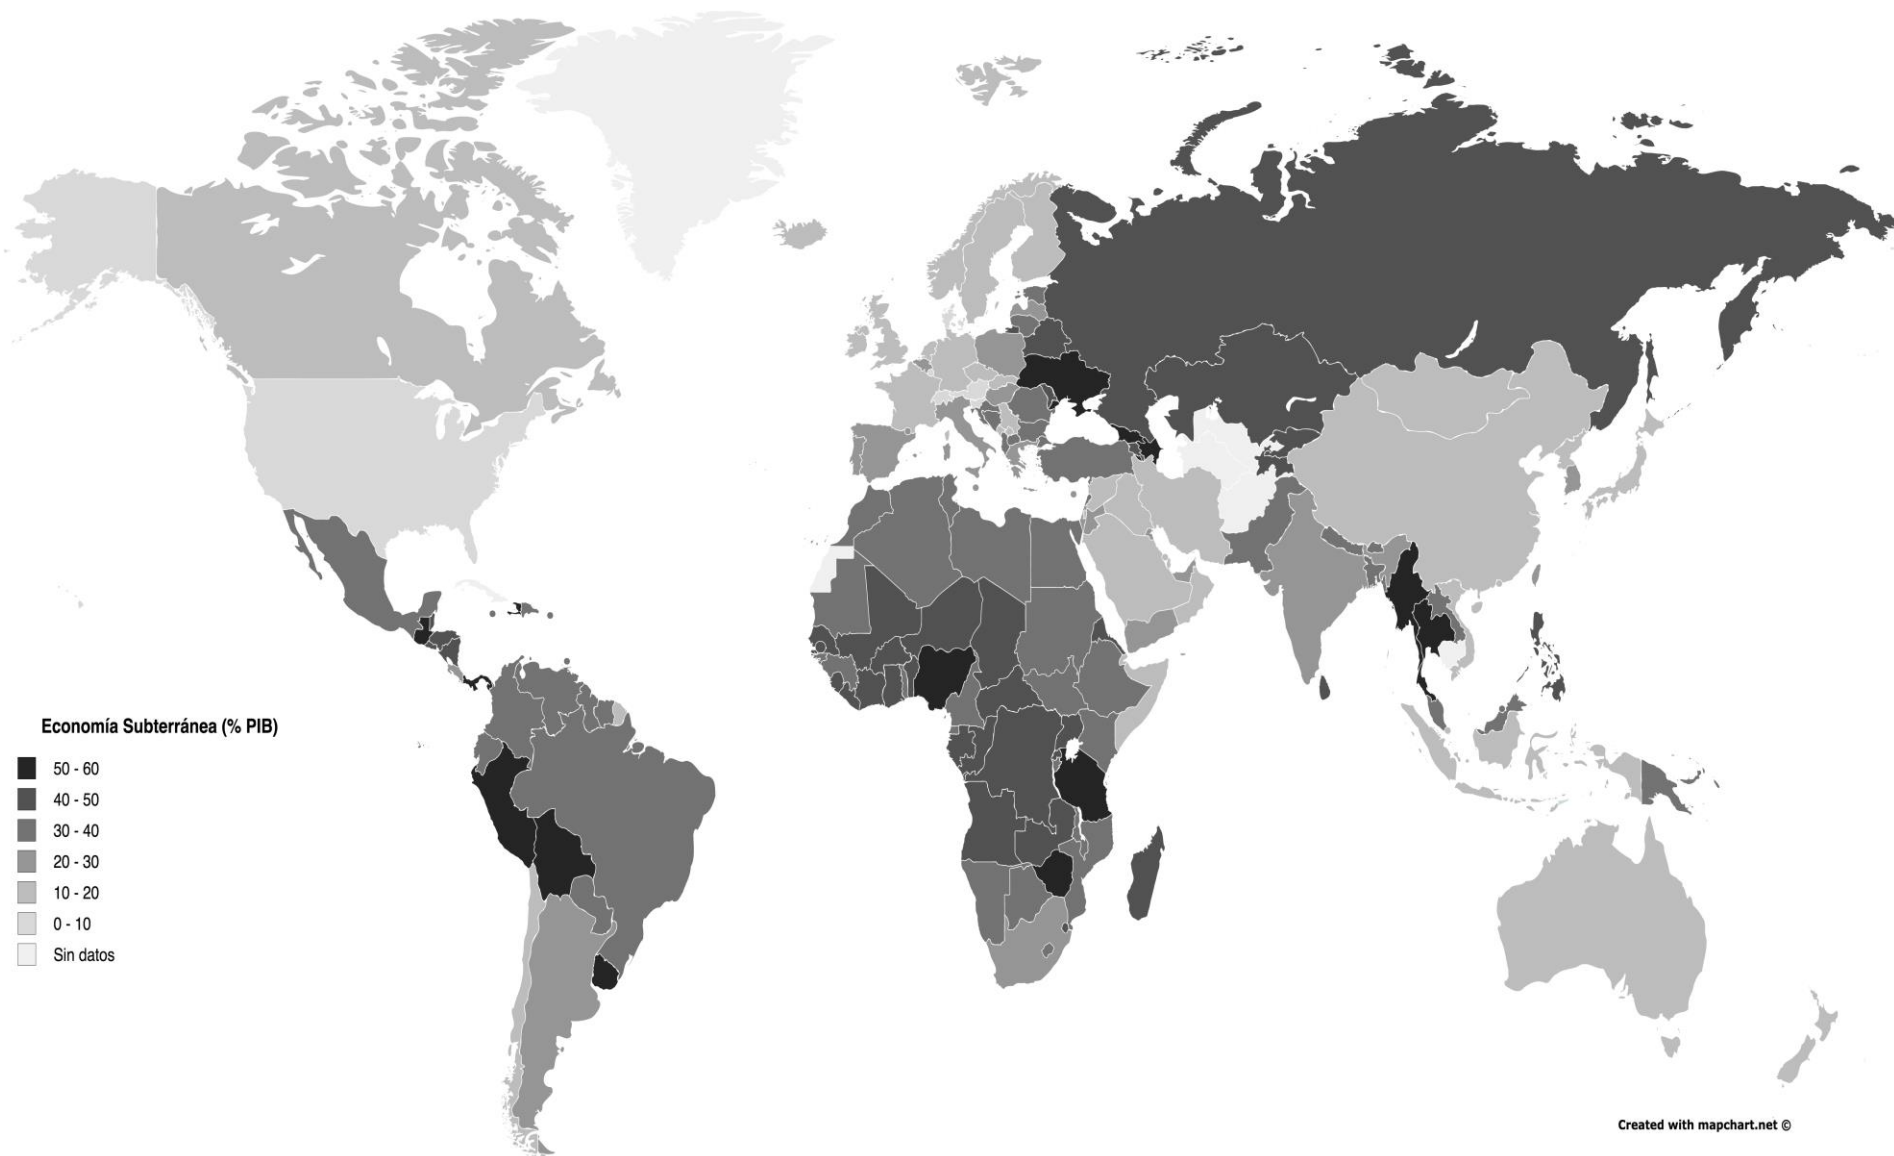 Economía Subterránea (% PIB)
50 - 60
40 - 50
30 - 40
20 - 30
10 - 20
0 - 10
Sin datos
Created with mapchart.net ©